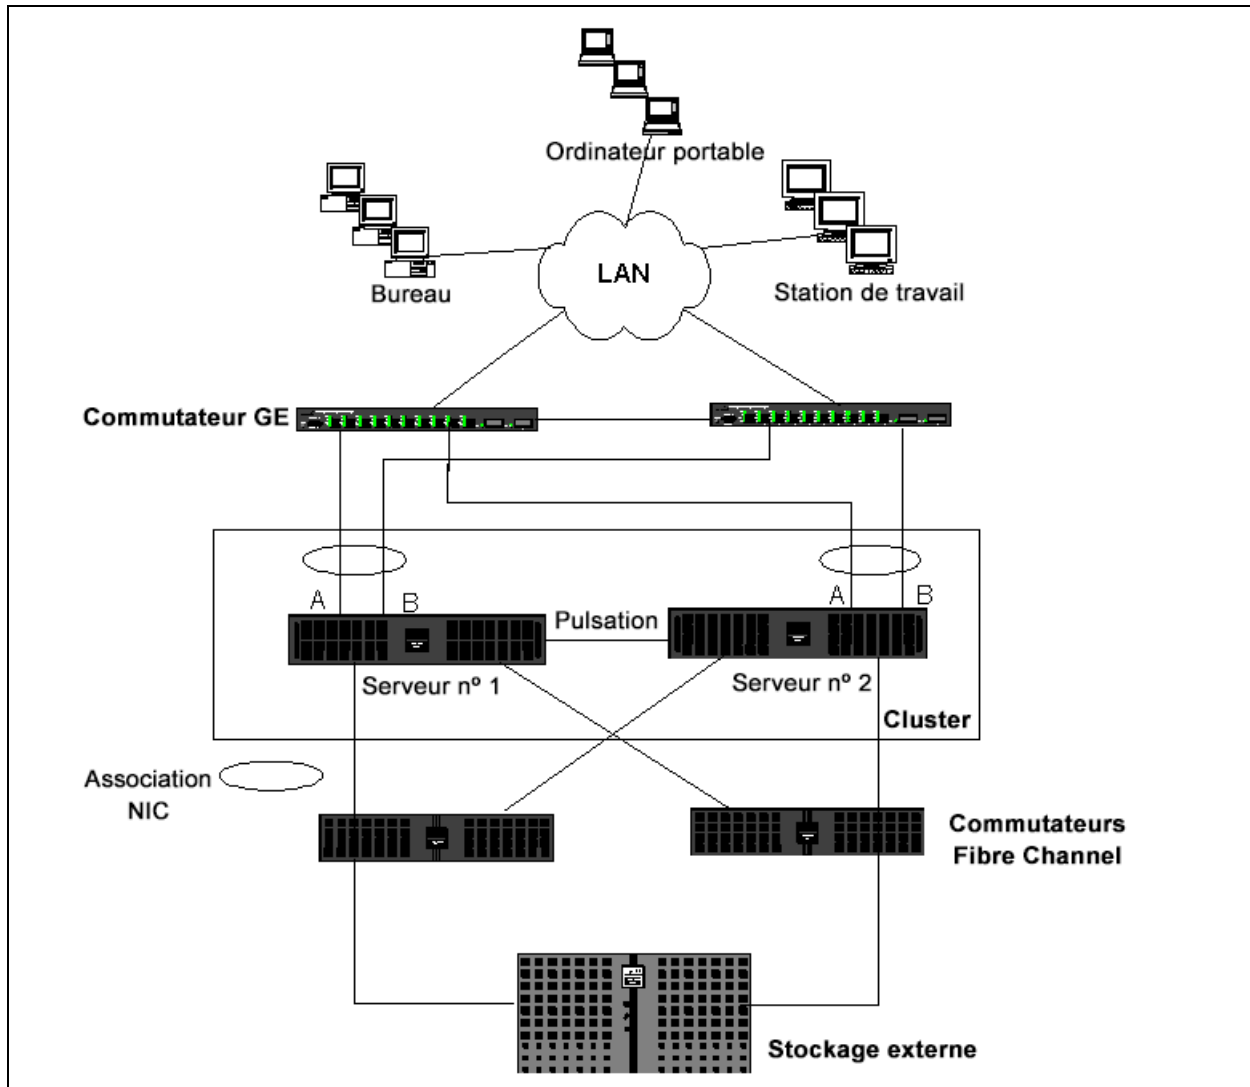 Ordinateur portable
Bureau
LAN
Station de travail
Commutateur GE
A
B
A
B
Pulsation
Serveur nº 1
Serveur nº 2
Cluster
Association
NIC
Commutateurs
Fibre Channel
Stockage externe